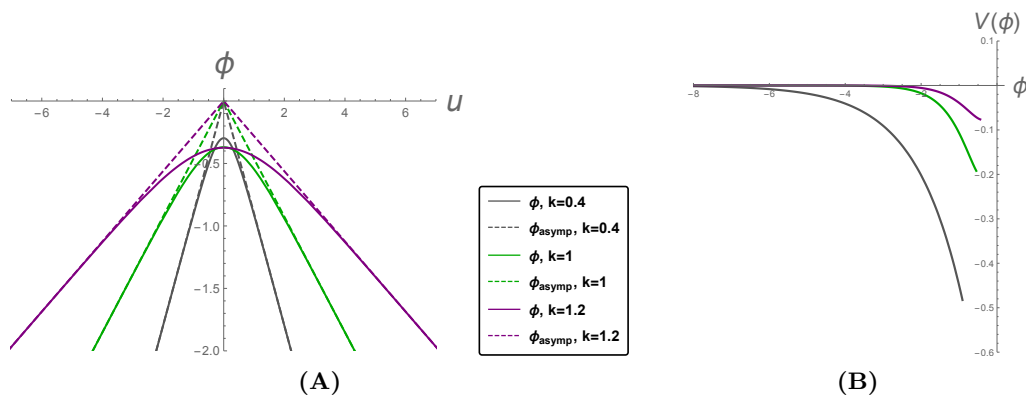 ϕ
u
-6 -4 -2 2 4 6
-0.5
-1.0
-1.5
-2.0
(A)
ϕ, k=0.4
ϕasymp, k=0.4
ϕ, k=1
ϕasymp, k=1
ϕ, k=1.2
ϕasymp, k=1.2
V(ϕ)
0.1
ϕ
-8 -6 -4 -2
-0.1
-0.2
-0.3
-0.4
-0.5
-0.6
(B)